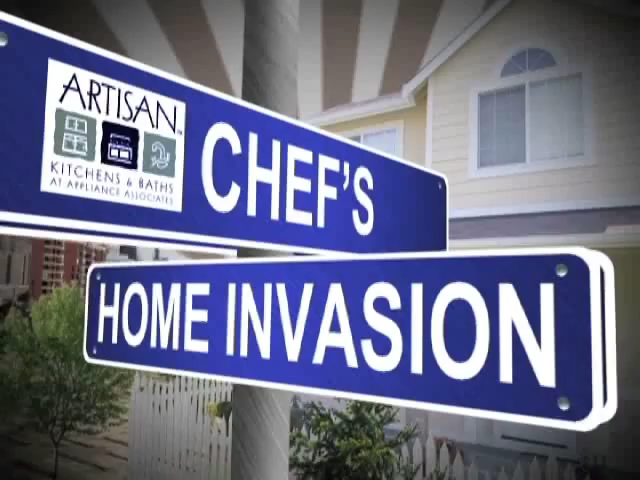 ARTISAN
KITCHENS & BATHS
AT APPLIANCE ASSOCIATES
CHEF'S
HOME INVASION